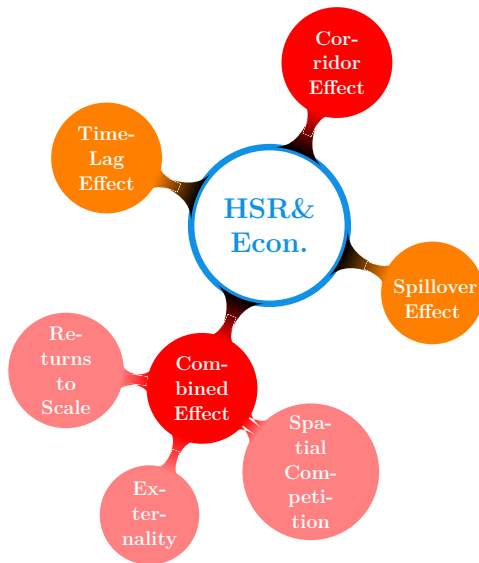 Cor-
ridor
Effect
Time-
Lag
Effect
HSR&
Econ.
Spillover
Effect
Re-
turns
to
Scale
Com-
bined
Effect
Spa-
tial
Com-
peti-
tion
Ex-
ter-
nality